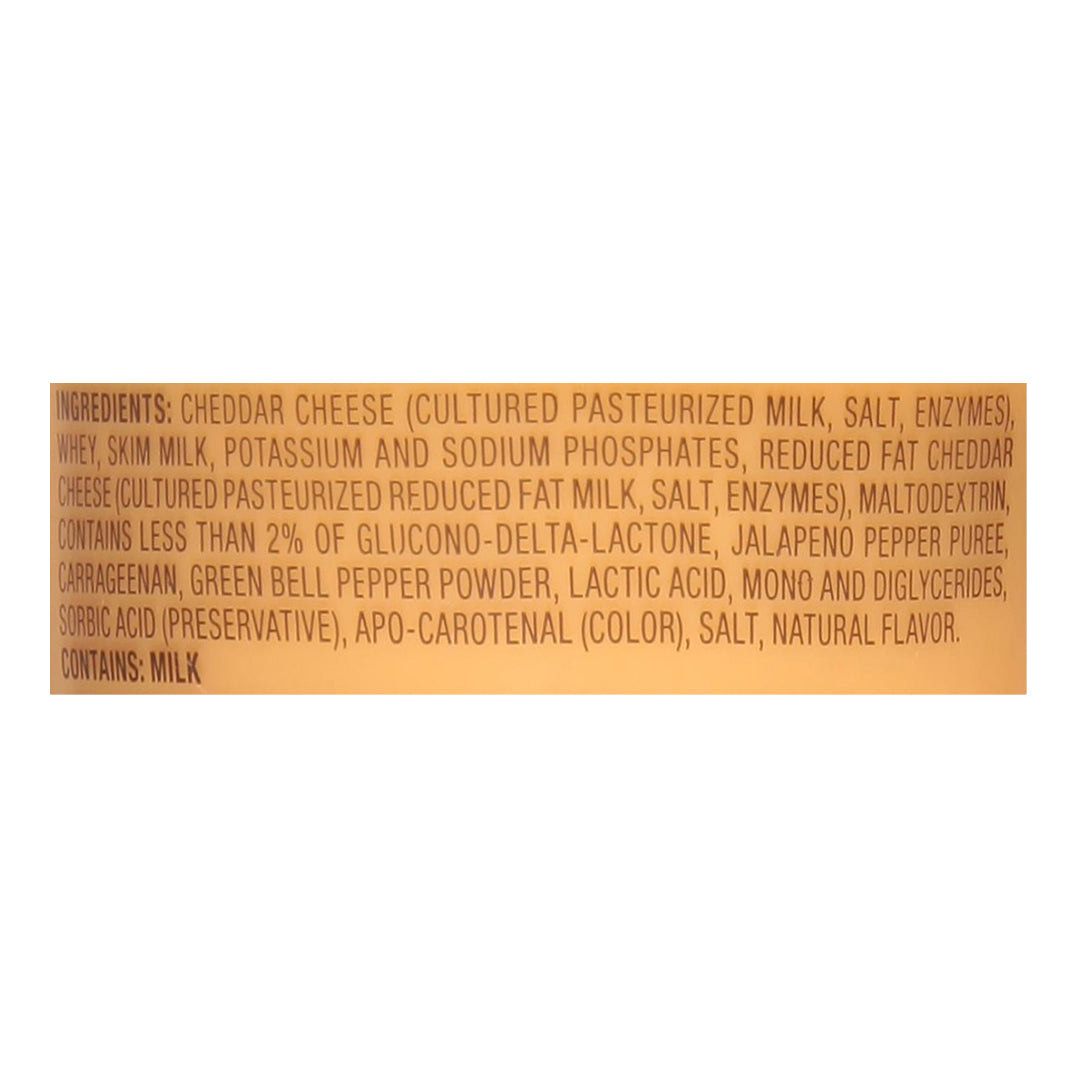 INGREDIENTS: CHEDDAR CHEESE (CULTURED PASTEURIZED MILK, SALT, ENZYMES),
WHEY, SKIM MILK, POTASSIUM AND SODIUM PHOSPHATES, REDUCED FAT CHEDDAR
CHEESE (CULTURED PASTEURIZED REDUCED FAT MILK, SALT, ENZYMES), MALTODEXTRIN,
CONTAINS LESS THAN 2% OF GLUCONO-DELTA-LACTONE, JALAPENO PEPPER PUREE,
CARRAGEENAN, GREEN BELL PEPPER POWDER, LACTIC ACID, MONO AND DIGLYCERIDES,
SORBIC ACID (PRESERVATIVE), APO-CAROTENAL (COLOR), SALT, NATURAL FLAVOR.
CONTAINS: MILK